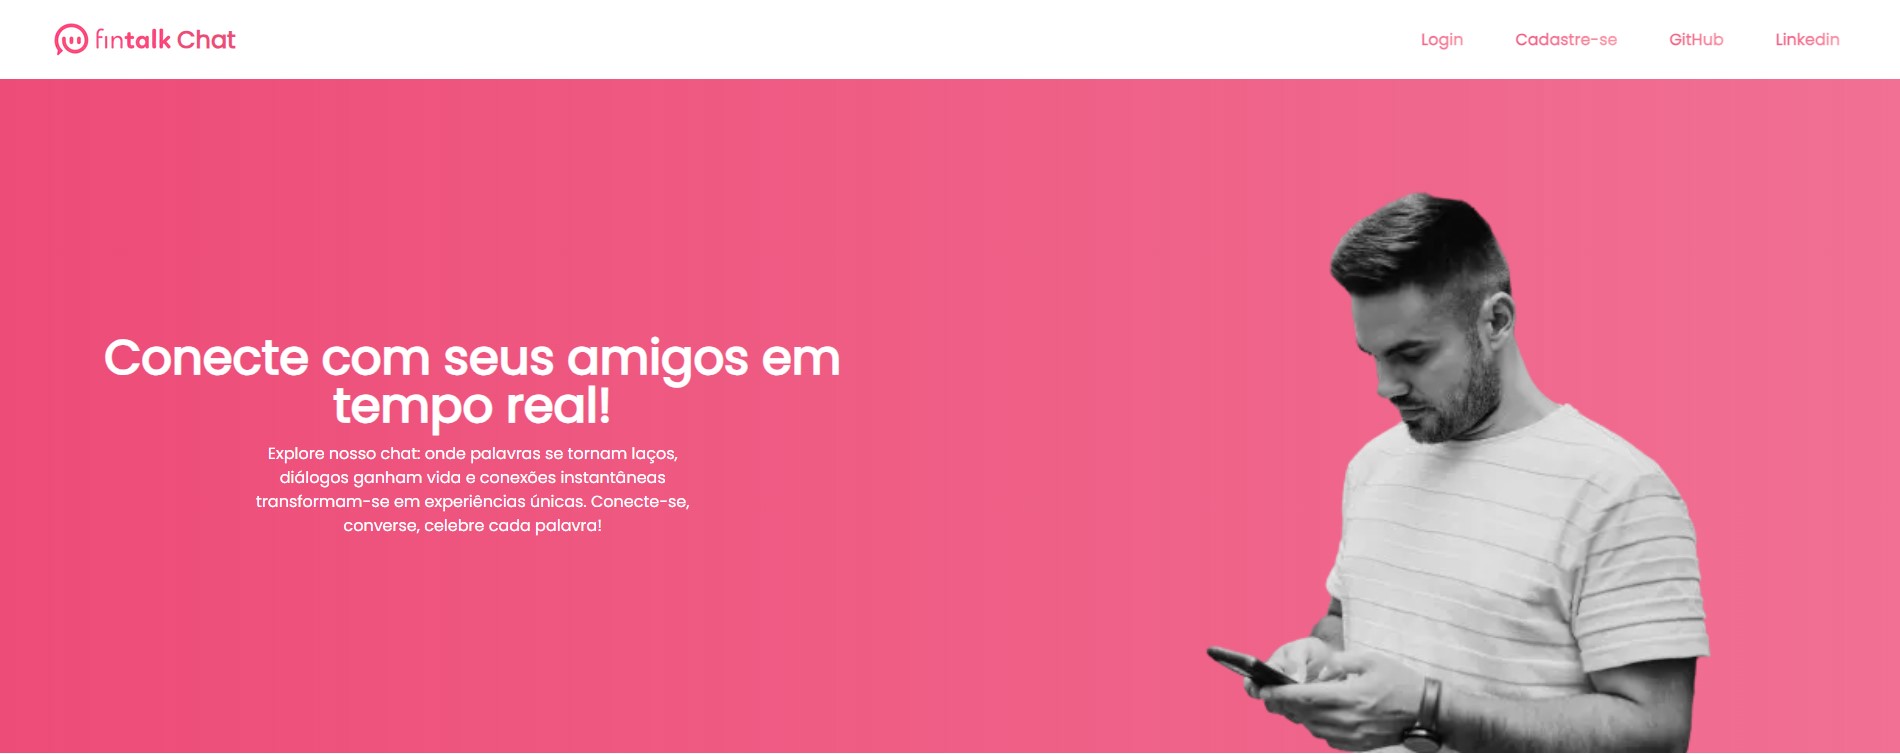 fintalk Chat
Login Cadastre-se GitHub Linkedin
Conecte com seus amigos em
tempo real!
Explore nosso chat: onde palavras se tornam laços,
diálogos ganham vida e conexões instantâneas
transformam-se em experiências únicas. Conecte-se,
converse, celebre cada palavra!